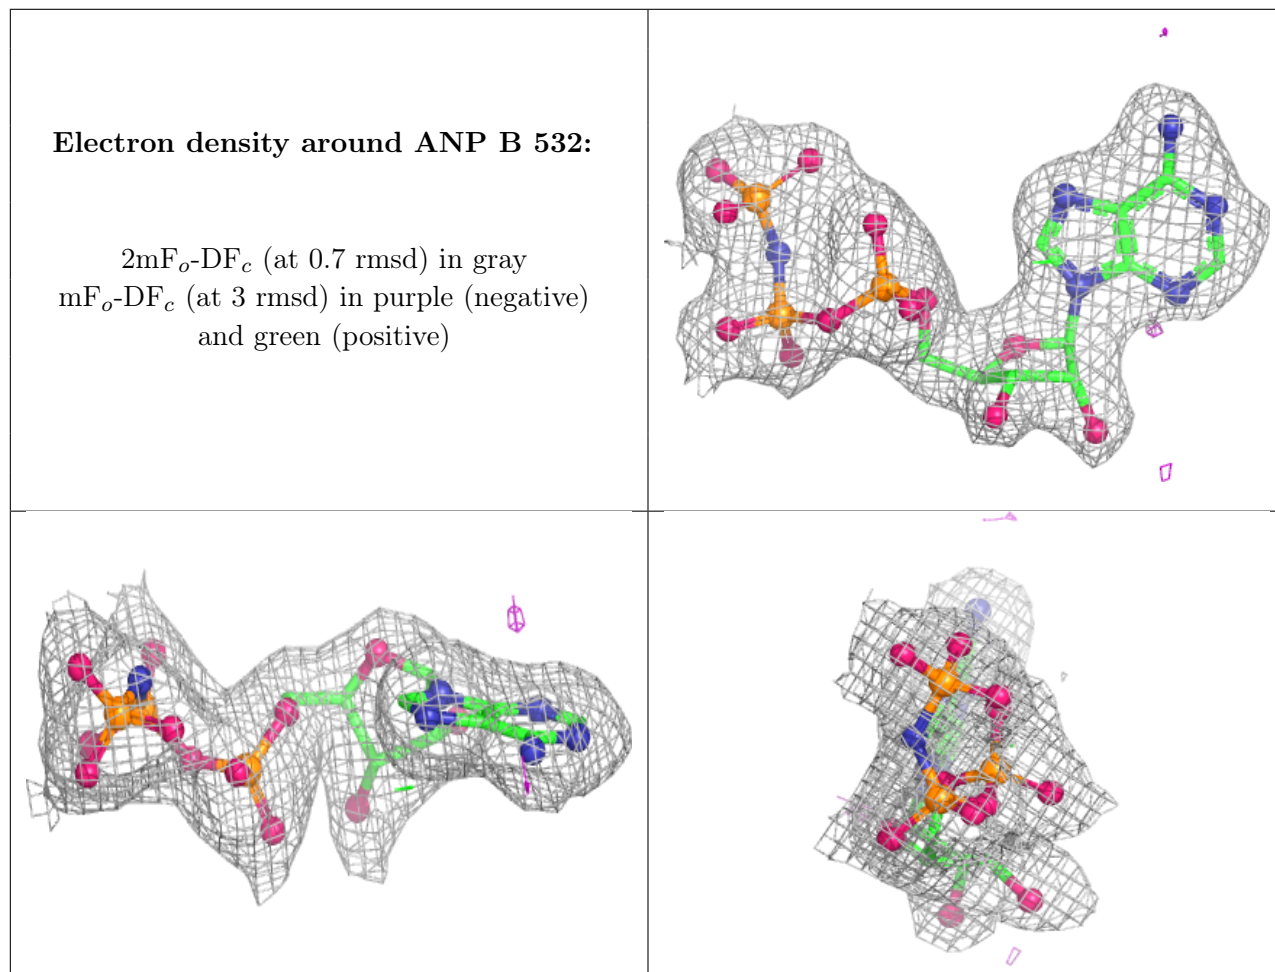 Electron density around ANP B 532:
2mFₒ-DF𝒸 (at 0.7 rmsd) in gray
mFₒ-DF𝒸 (at 3 rmsd) in purple (negative)
and green (positive)